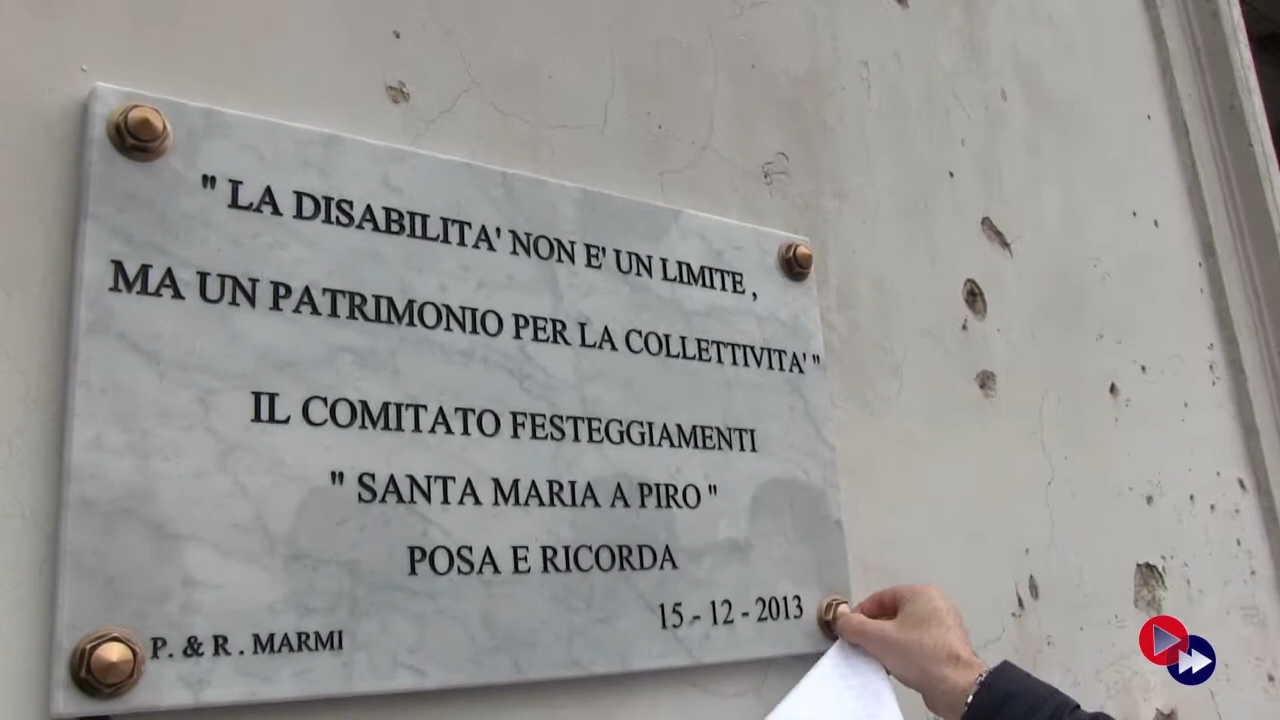 " LA DISABILITA' NON E' UN LIMITE ,
MA UN PATRIMONIO PER LA COLLETTIVITA' "
IL COMITATO FESTEGGIAMENTI
" SANTA MARIA A PIRO "
POSA E RICORDA
15 - 12 - 2013
P. & R . MARMI